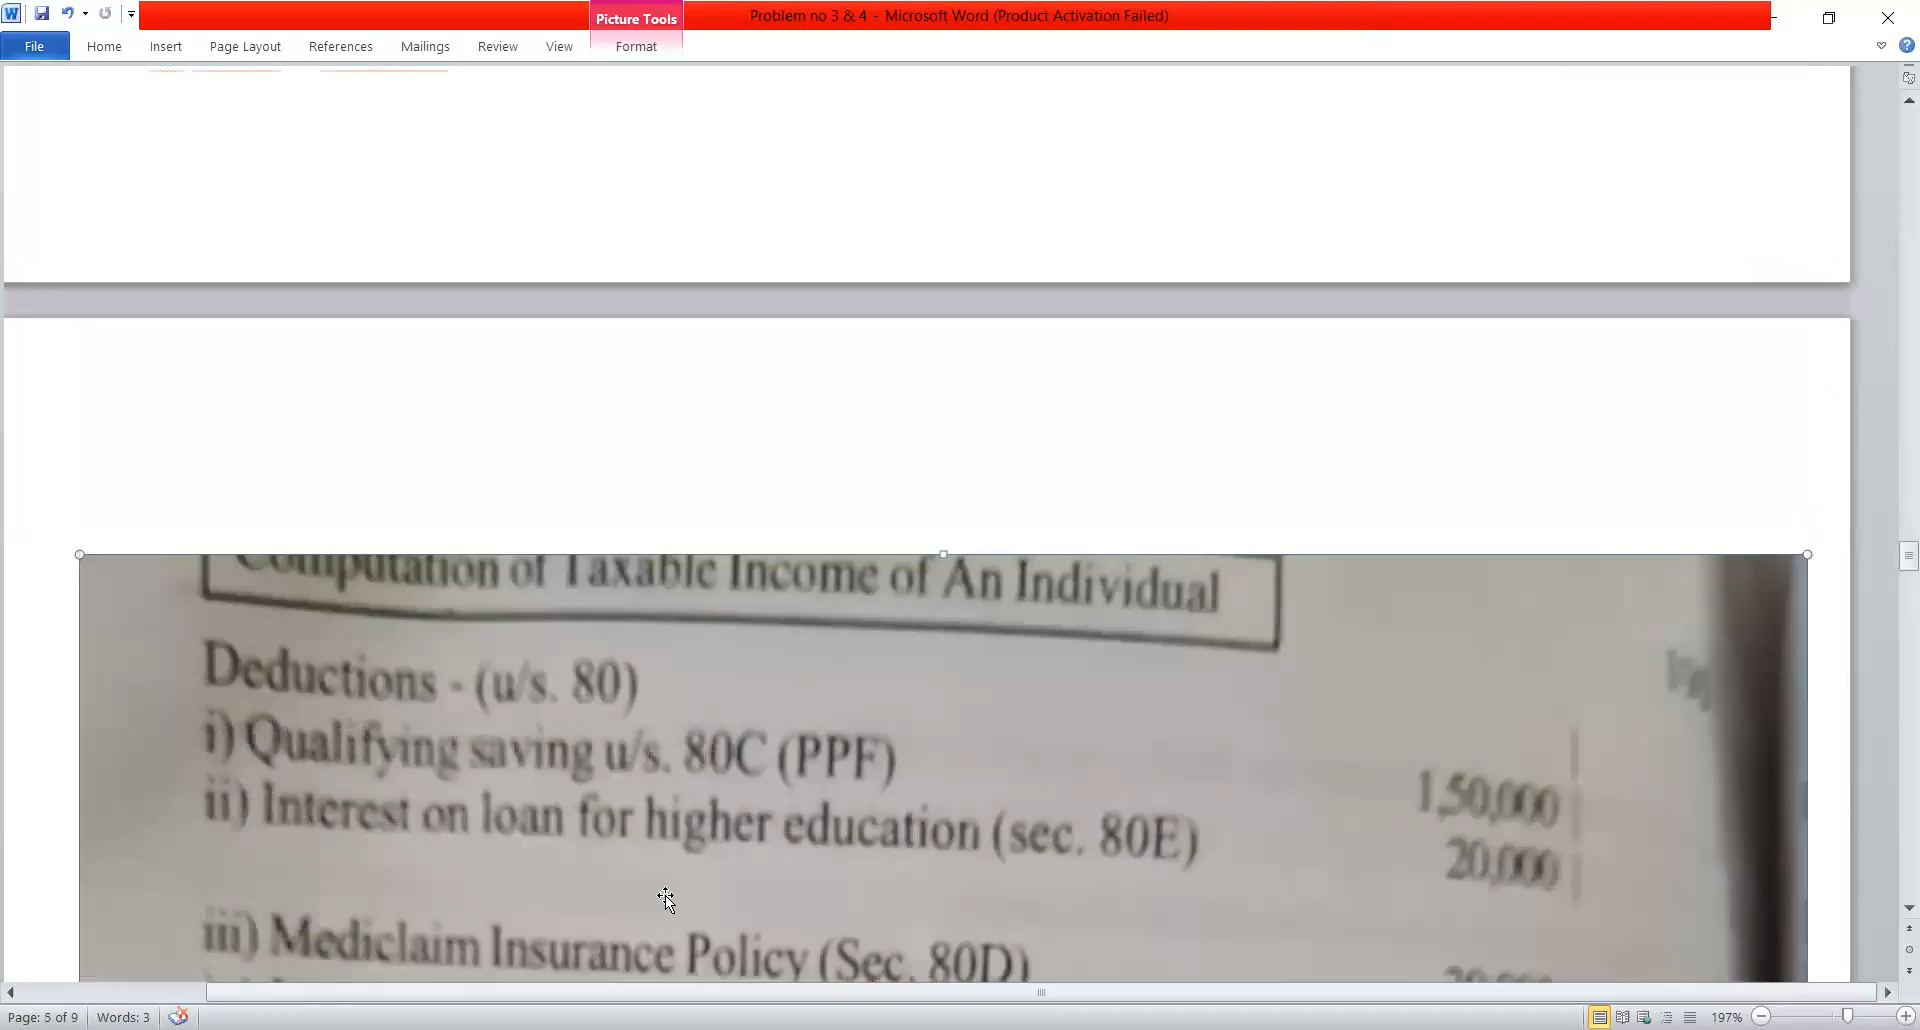 Picture Tools
Problem no 3 & 4 - Microsoft Word (Product Activation Failed)
File Home Insert Page Layout References Mailings Review View Format
Computation of Taxable Income of An Individual
Deductions - (u/s. 80)
i) Qualifying saving u/s. 80C (PPF) 1,50,000
ii) Interest on loan for higher education (sec. 80E) 20,000
iii) Mediclaim Insurance Policy (Sec. 80D)
Page: 5 of 9 Words: 3 197%